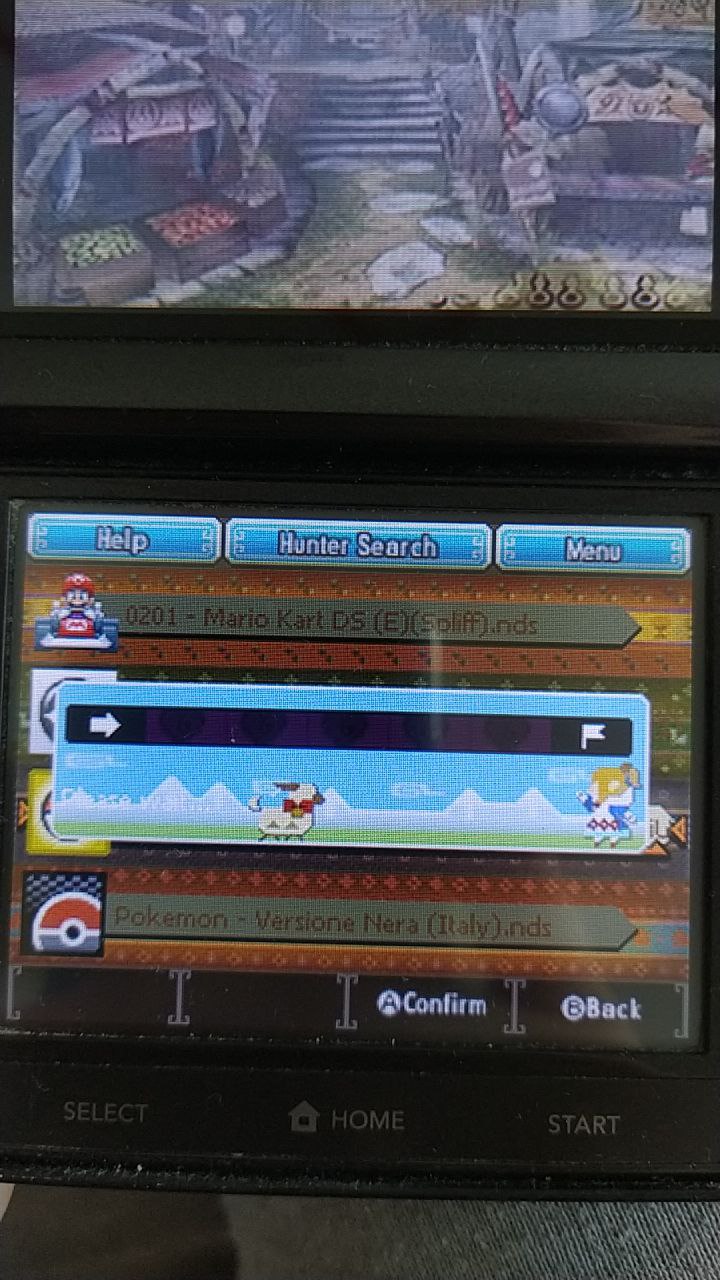 Help
Hunter Search
Menu
0201 - Mario Kart DS (E)(Spliff).nds
Pokemon - Versione Nera (Italy).nds
A Confirm
B Back
SELECT
HOME
START